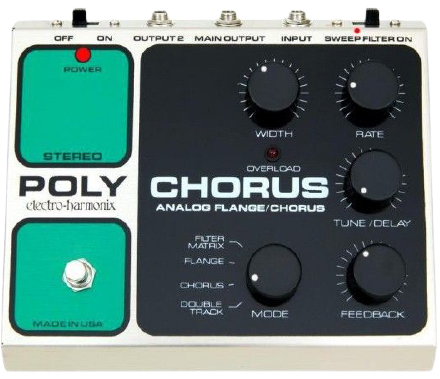 OFF ON OUTPUT 2 MAIN OUTPUT INPUT SWEEP FILTER ON
POWER
STEREO
POLY CHORUS
electro-harmonix
ANALOG FLANGE/CHORUS
WIDTH
RATE
OVERLOAD
TUNE/DELAY
FILTER
MATRIX
FLANGE
CHORUS
DOUBLE
TRACK
MODE
FEEDBACK
MADE IN USA